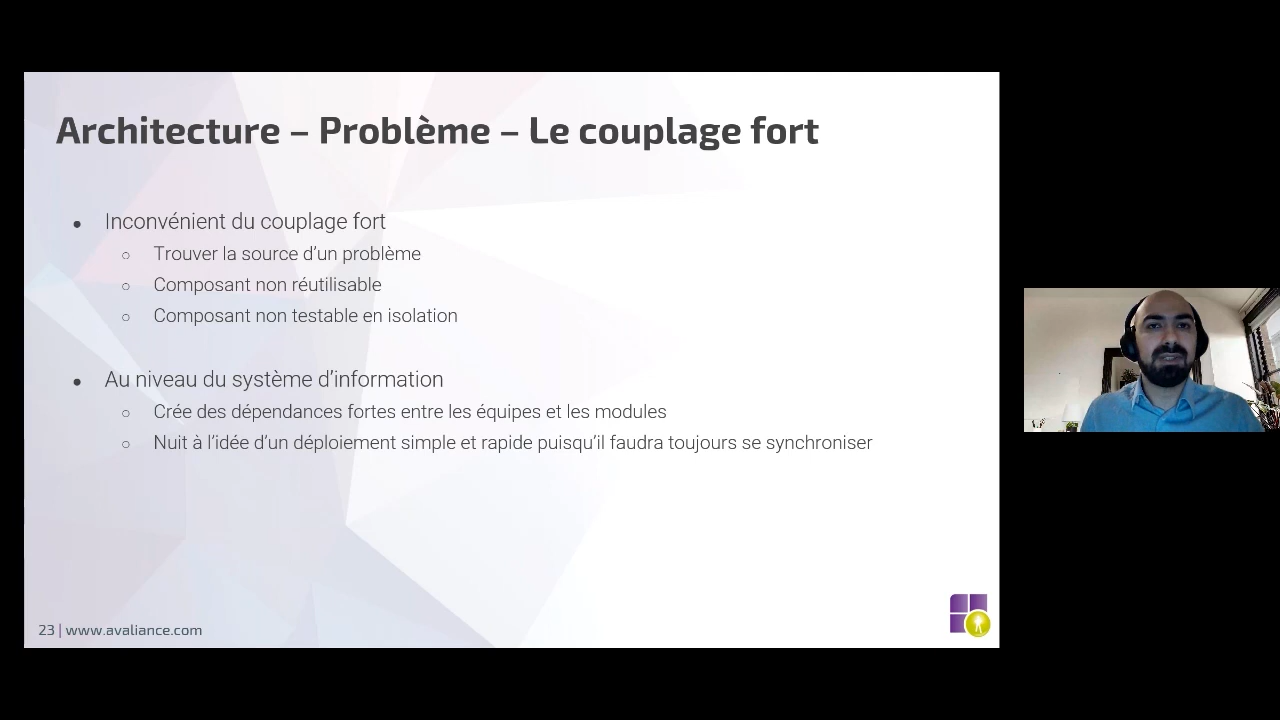 Architecture – Problème – Le couplage fort
● Inconvénient du couplage fort
○ Trouver la source d’un problème
○ Composant non réutilisable
○ Composant non testable en isolation
● Au niveau du système d’information
○ Crée des dépendances fortes entre les équipes et les modules
○ Nuit à l’idée d’un déploiement simple et rapide puisqu’il faudra toujours se synchroniser
23 | www.avaliance.com